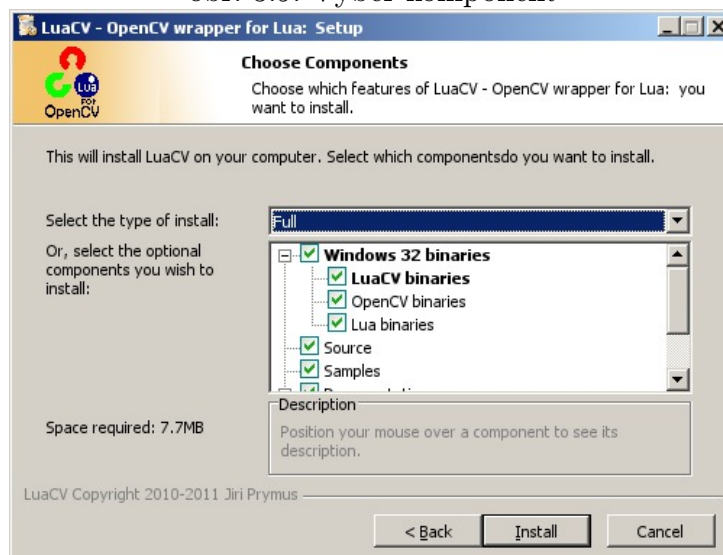 LuaCV - OpenCV wrapper for Lua: Setup
Lua
FOR
OpenCV
Choose Components
Choose which features of LuaCV - OpenCV wrapper for Lua: you
want to install.
This will install LuaCV on your computer. Select which componentsdo you want to install.
Select the type of install:
Full
Or, select the optional
components you wish to
install:
Windows 32 binaries
LuaCV binaries
OpenCV binaries
Lua binaries
Source
Samples
Space required: 7.7MB
Description
Position your mouse over a component to see its
description.
LuaCV Copyright 2010-2011 Jiri Prymus
< Back
Install
Cancel